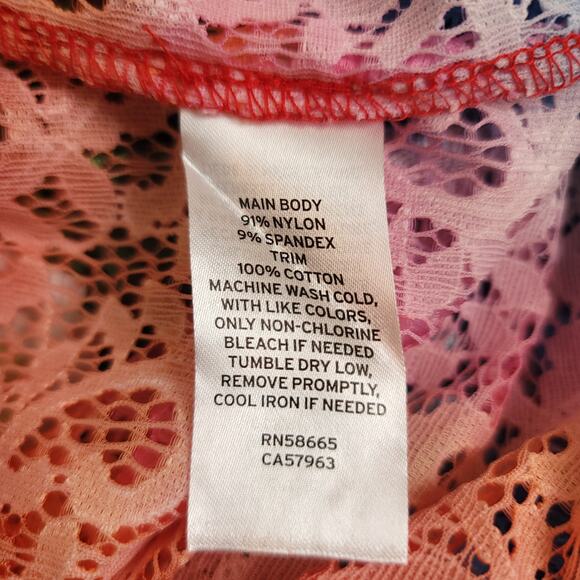 MAIN BODY
91% NYLON
9% SPANDEX
TRIM
100% COTTON
MACHINE WASH COLD,
WITH LIKE COLORS,
ONLY NON-CHLORINE
BLEACH IF NEEDED
TUMBLE DRY LOW,
REMOVE PROMPTLY,
COOL IRON IF NEEDED
RN58665
CA57963